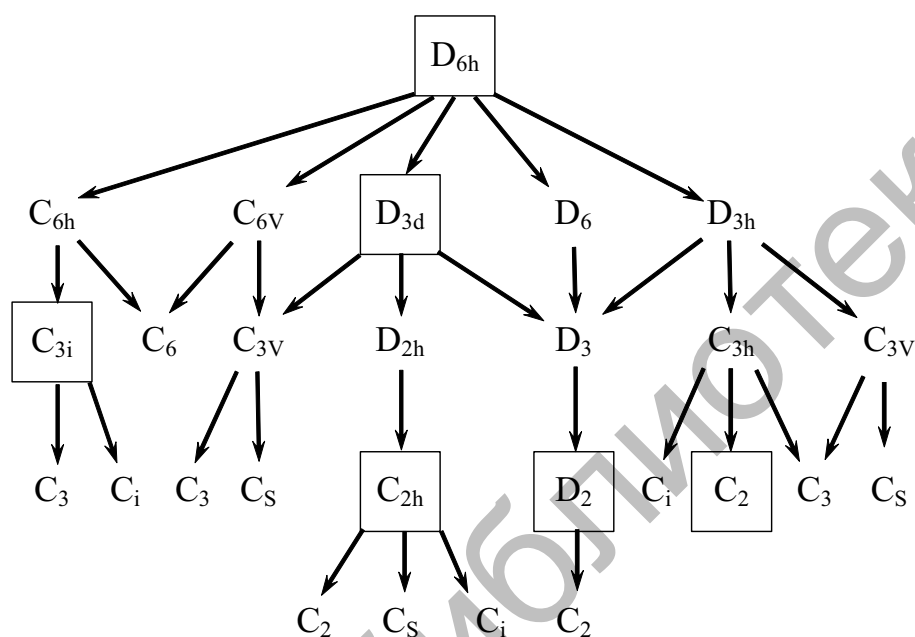 D6h
C6h C6V D3d D6 D3h
C3i C6 C3V D2h D3 C3h C3V
C3 Ci C3 CS C2h D2 Ci C2 C3 CS
C2 CS Ci C2
библиотек